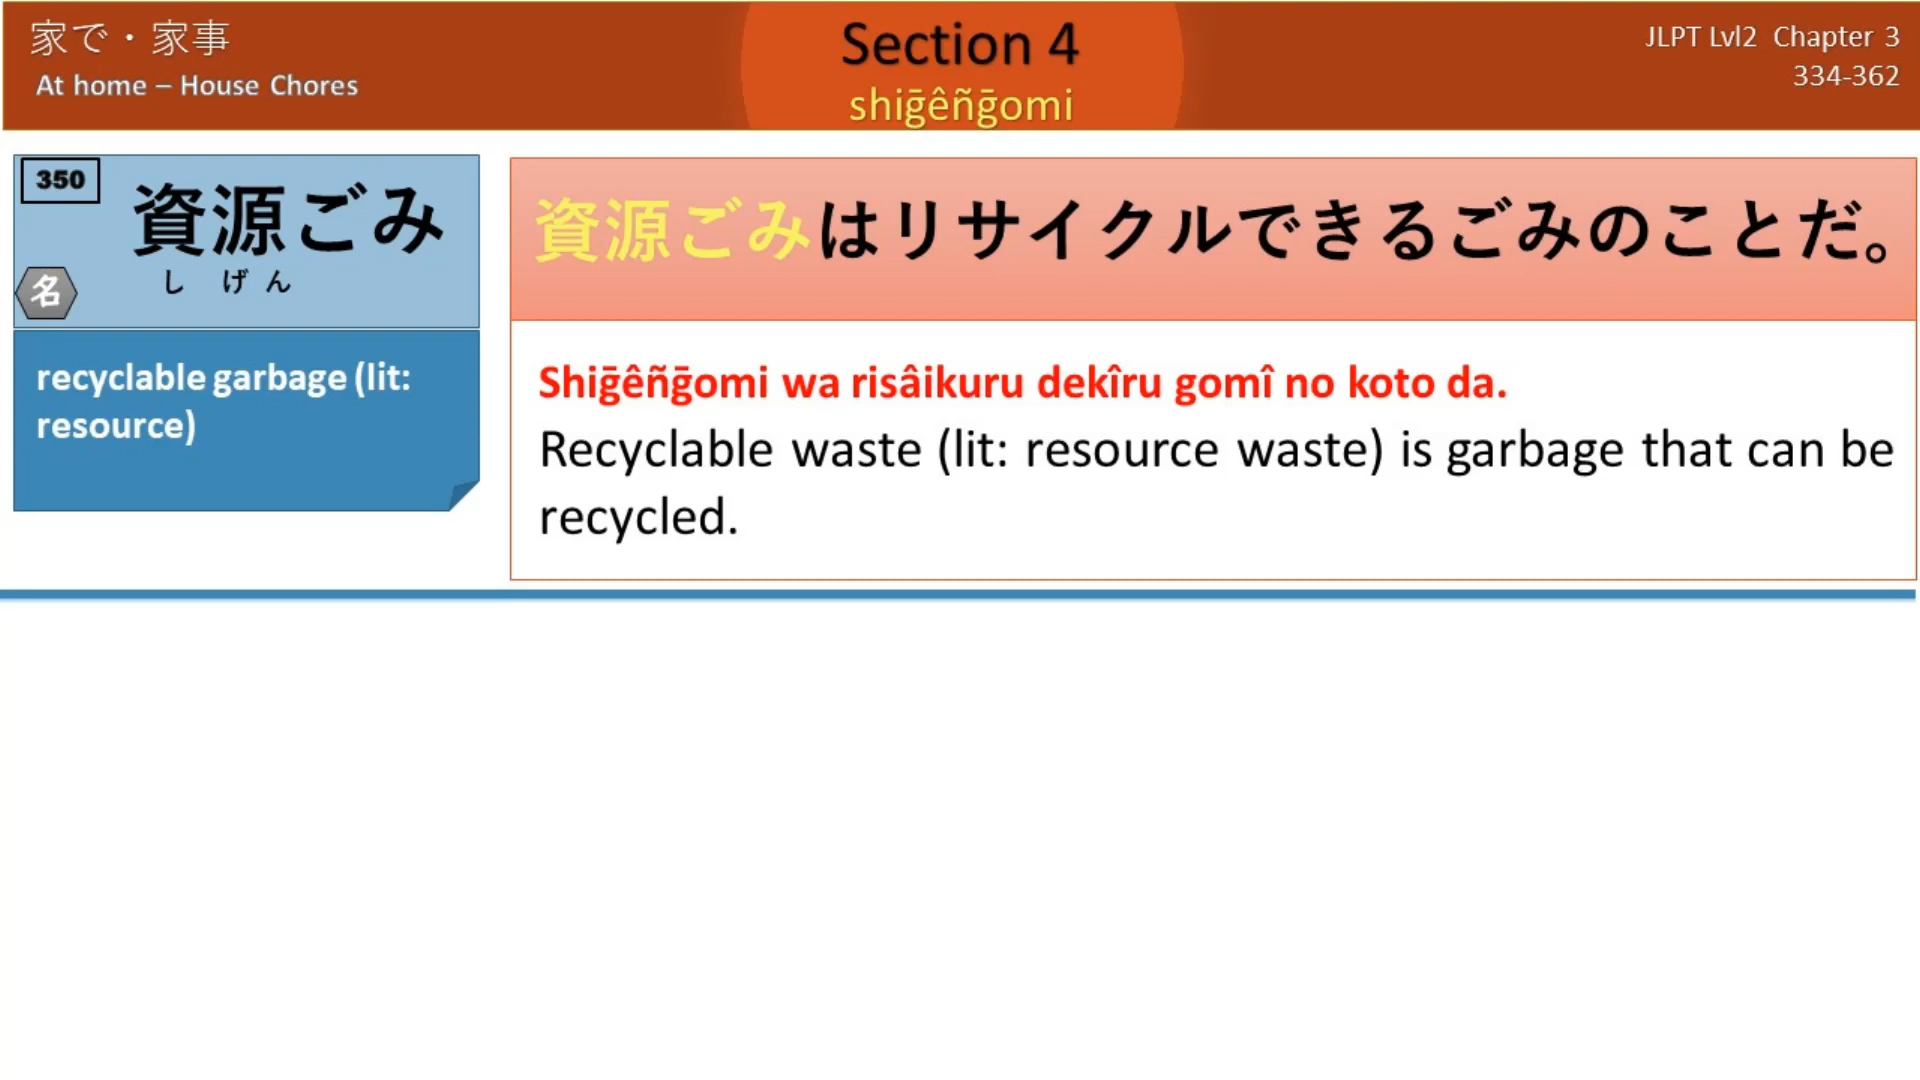 家で・家事
At home – House Chores
Section 4
shiḡêñḡomi
JLPT Lvl2 Chapter 3
334-362
350
資源ごみ
し げん
名
recyclable garbage (lit:
resource)
資源ごみはリサイクルできるごみのことだ。
Shiḡêñḡomi wa risâikuru dekîru gomî no koto da.
Recyclable waste (lit: resource waste) is garbage that can be
recycled.